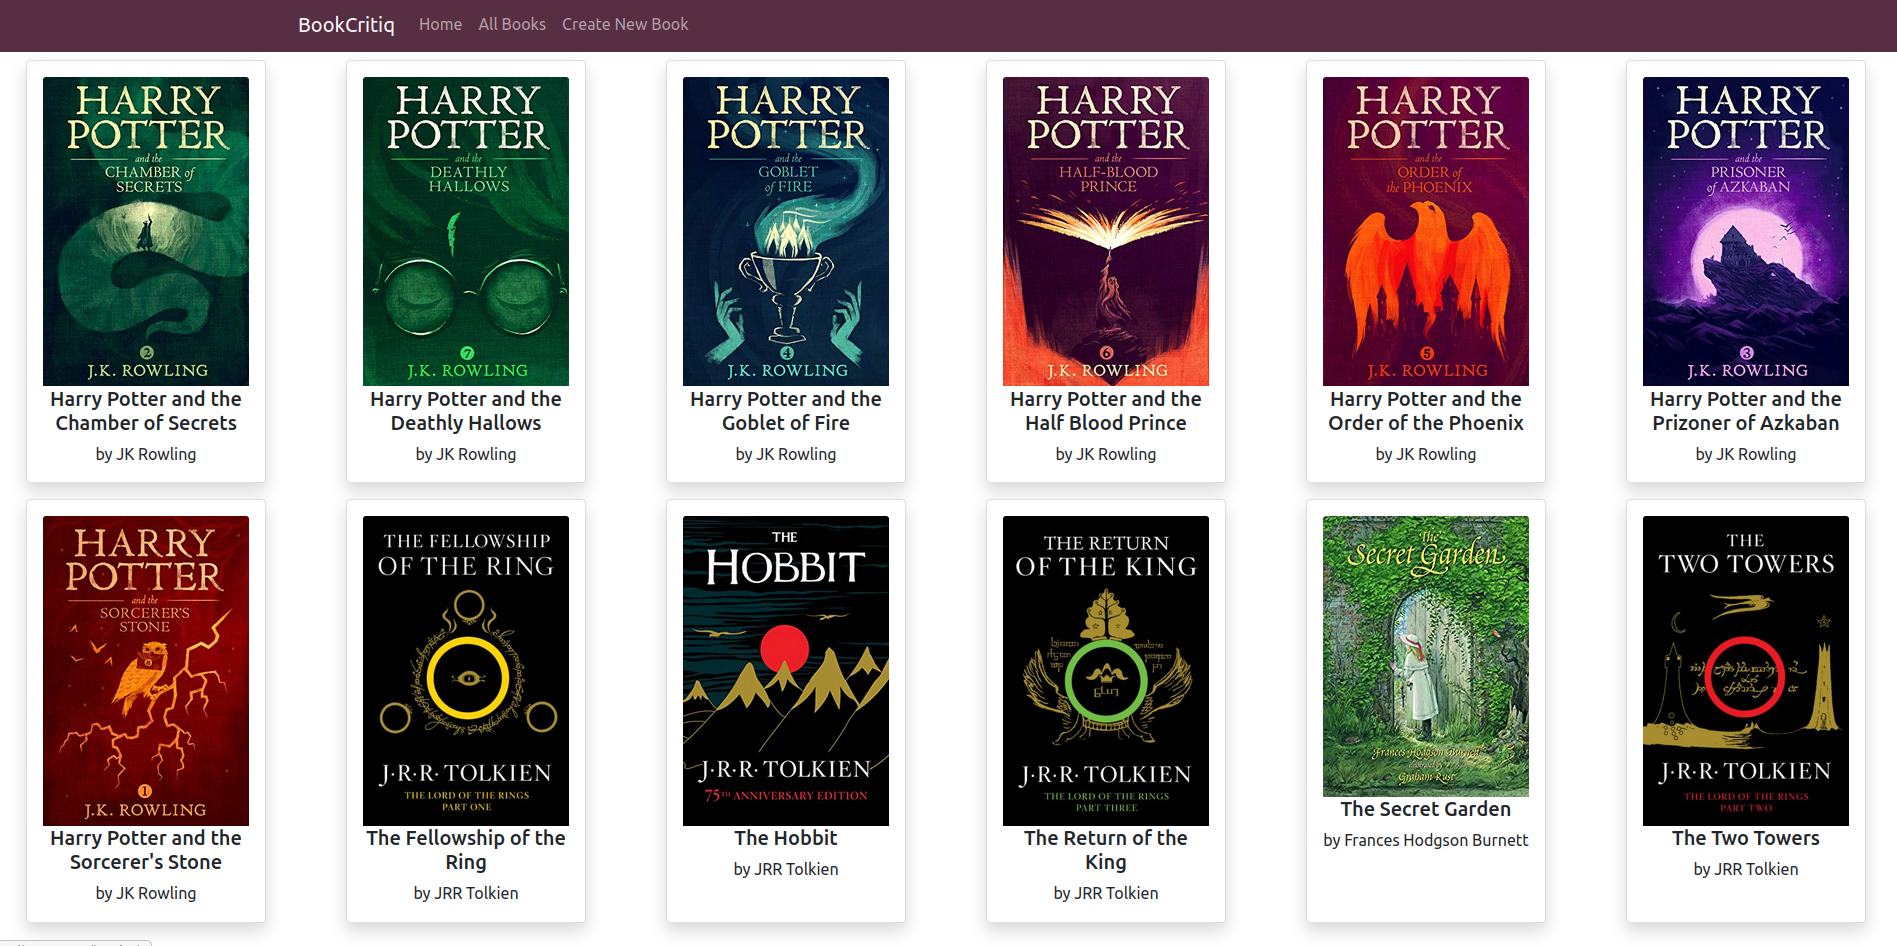 BookCritiq Home All Books Create New Book
HARRY
POTTER
and the
CHAMBER of
SECRETS
2
J.K. ROWLING
Harry Potter and the
Chamber of Secrets
by JK Rowling
HARRY
POTTER
and the
DEATHLY
HALLOWS
7
J.K. ROWLING
Harry Potter and the
Deathly Hallows
by JK Rowling
HARRY
POTTER
and the
GOBLET
of FIRE
4
J.K. ROWLING
Harry Potter and the
Goblet of Fire
by JK Rowling
HARRY
POTTER
and the
HALF-BLOOD
PRINCE
6
J.K. ROWLING
Harry Potter and the
Half Blood Prince
by JK Rowling
HARRY
POTTER
and the
ORDER of
the PHOENIX
5
J.K. ROWLING
Harry Potter and the
Order of the Phoenix
by JK Rowling
HARRY
POTTER
and the
PRISONER
of AZKABAN
3
J.K. ROWLING
Harry Potter and the
Prizoner of Azkaban
by JK Rowling
HARRY
POTTER
and the
SORCERER'S
STONE
1
J.K. ROWLING
Harry Potter and the
Sorcerer's Stone
by JK Rowling
THE FELLOWSHIP
OF THE RING
J·R·R·TOLKIEN
THE LORD OF THE RINGS
PART ONE
The Fellowship of the
Ring
by JRR Tolkien
THE
HOBBIT
J·R·R·TOLKIEN
75TH ANNIVERSARY EDITION
The Hobbit
by JRR Tolkien
THE RETURN
OF THE KING
J·R·R·TOLKIEN
THE LORD OF THE RINGS
PART THREE
The Return of the
King
by JRR Tolkien
The
Secret Garden
Frances Hodgson Burnett
illustrated by
Graham Rust
The Secret Garden
by Frances Hodgson Burnett
THE
TWO TOWERS
J·R·R·TOLKIEN
THE LORD OF THE RINGS
PART TWO
The Two Towers
by JRR Tolkien